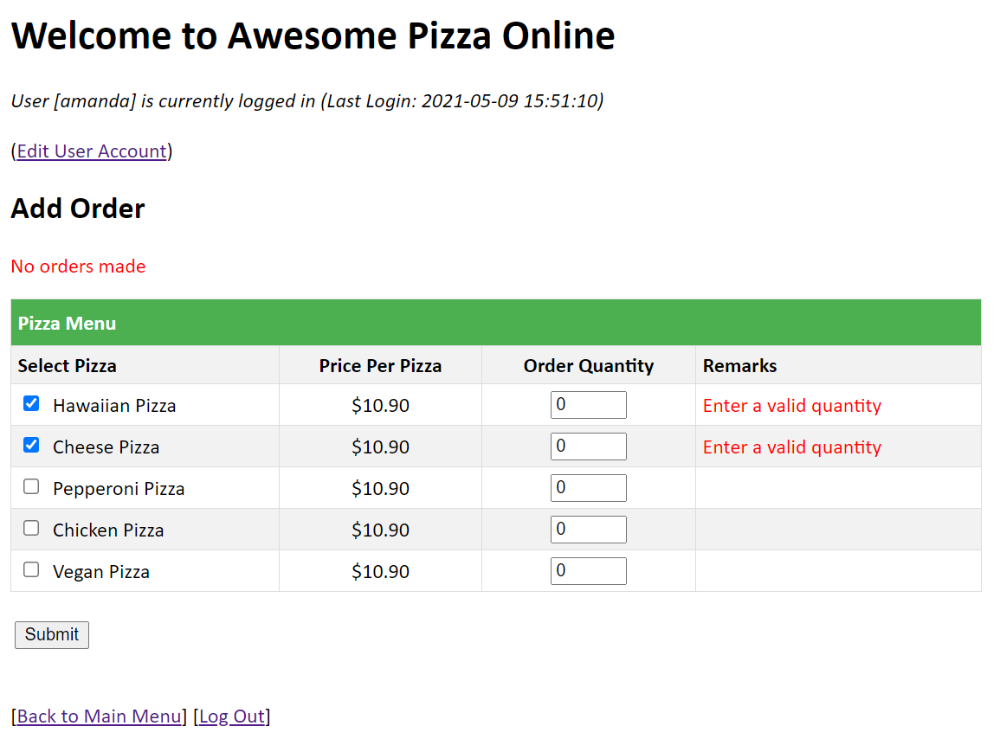 Welcome to Awesome Pizza Online
User [amanda] is currently logged in (Last Login: 2021-05-09 15:51:10)
(Edit User Account)
Add Order
No orders made
Pizza Menu
Select Pizza Price Per Pizza Order Quantity Remarks
Hawaiian Pizza $10.90 0 Enter a valid quantity
Cheese Pizza $10.90 0 Enter a valid quantity
Pepperoni Pizza $10.90 0
Chicken Pizza $10.90 0
Vegan Pizza $10.90 0
Submit
[Back to Main Menu] [Log Out]